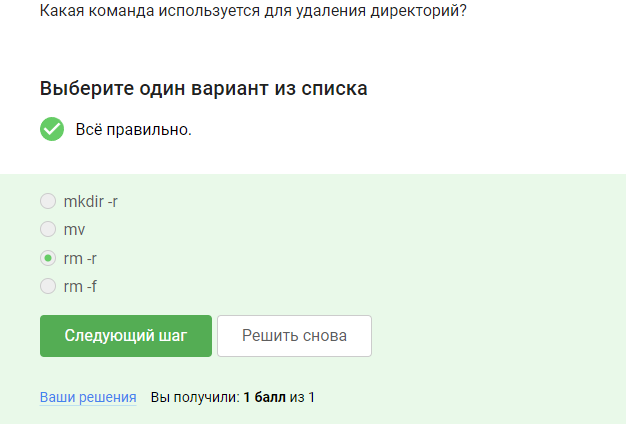 Какая команда используется для удаления директорий?
Выберите один вариант из списка
Всё правильно.
mkdir -r
mv
rm -r
rm -f
Следующий шаг
Решить снова
Ваши решения Вы получили: 1 балл из 1